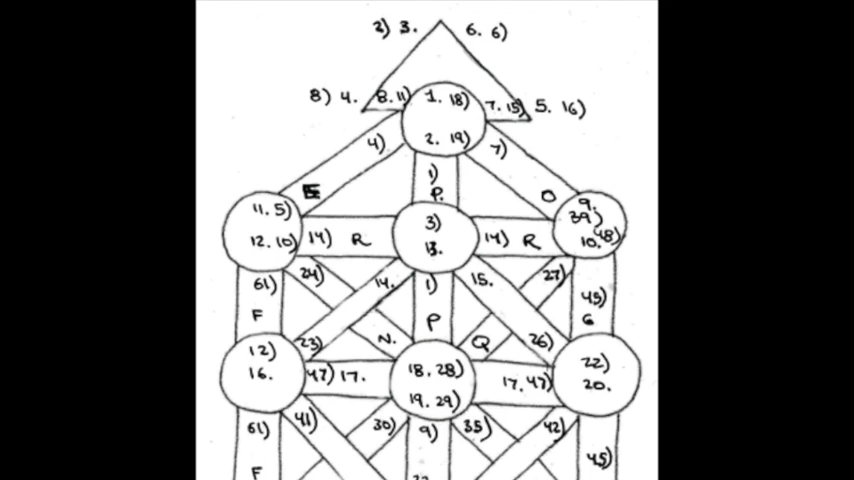 2) 3. 6. 6)
8) 4. 8. 11) 1. 18) 7. 15) 5. 16)
2. 19)
4) 7)
1)
P. O
11. 5) 9.
39)
3)
12. 10) 14) R 13. 14) R 10. 48)
24) 14. 1) 15. 27)
61) 45)
F P G
23) N. Q 26)
12) 22)
16. 47) 17. 18. 28) 17. 47) 20.
19. 29)
61) 41) 30) 9) 35) 42)
45)
F